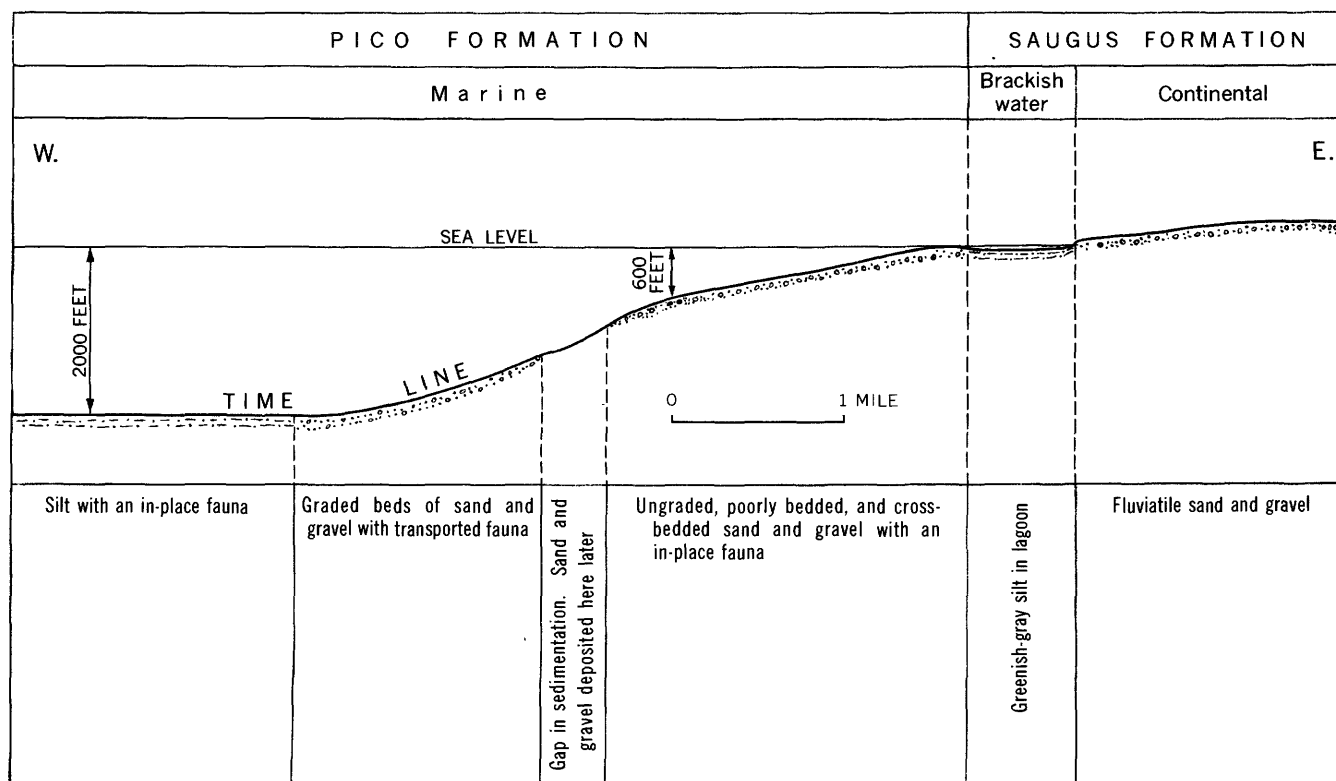 PICO FORMATION
SAUGUS FORMATION
Marine
Brackish
water
Continental
W.
E.
SEA LEVEL
2000 FEET
600
FEET
TIME LINE
0 1 MILE
Silt with an in-place fauna
Graded beds of sand and
gravel with transported fauna
Gap in sedimentation. Sand and
gravel deposited here later
Ungraded, poorly bedded, and cross-
bedded sand and gravel with an
in-place fauna
Greenish-gray silt in lagoon
Fluviatile sand and gravel